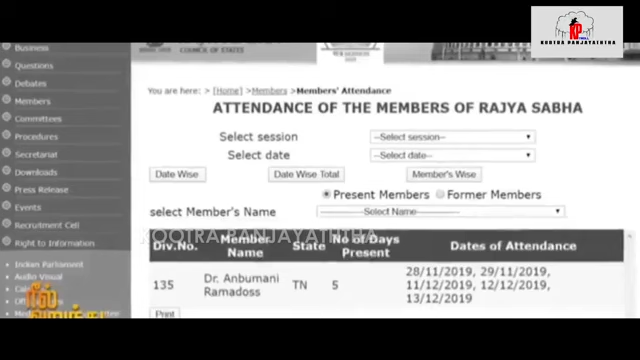 KOOTRA PANJAYATHTHA
COUNCIL OF STATES
Business
Questions
Debates
Members
Committees
Procedures
Secretariat
Downloads
Press Release
Events
Recruitment Cell
Right to Information
Indian Parliament
Audio Visual
You are here: > [Home] >Members >Members' Attendance
ATTENDANCE OF THE MEMBERS OF RAJYA SABHA
Select session --Select session--
Select date --Select date--
Date Wise Date Wise Total Member's Wise
Present Members Former Members
select Member's Name ----------Select Name----------
KOOTRA PANJAYATHTHA
Div.No. Member Name State No of Days Present Dates of Attendance
135 Dr. Anbumani Ramadoss TN 5 28/11/2019, 29/11/2019,
11/12/2019, 12/12/2019,
13/12/2019
Print